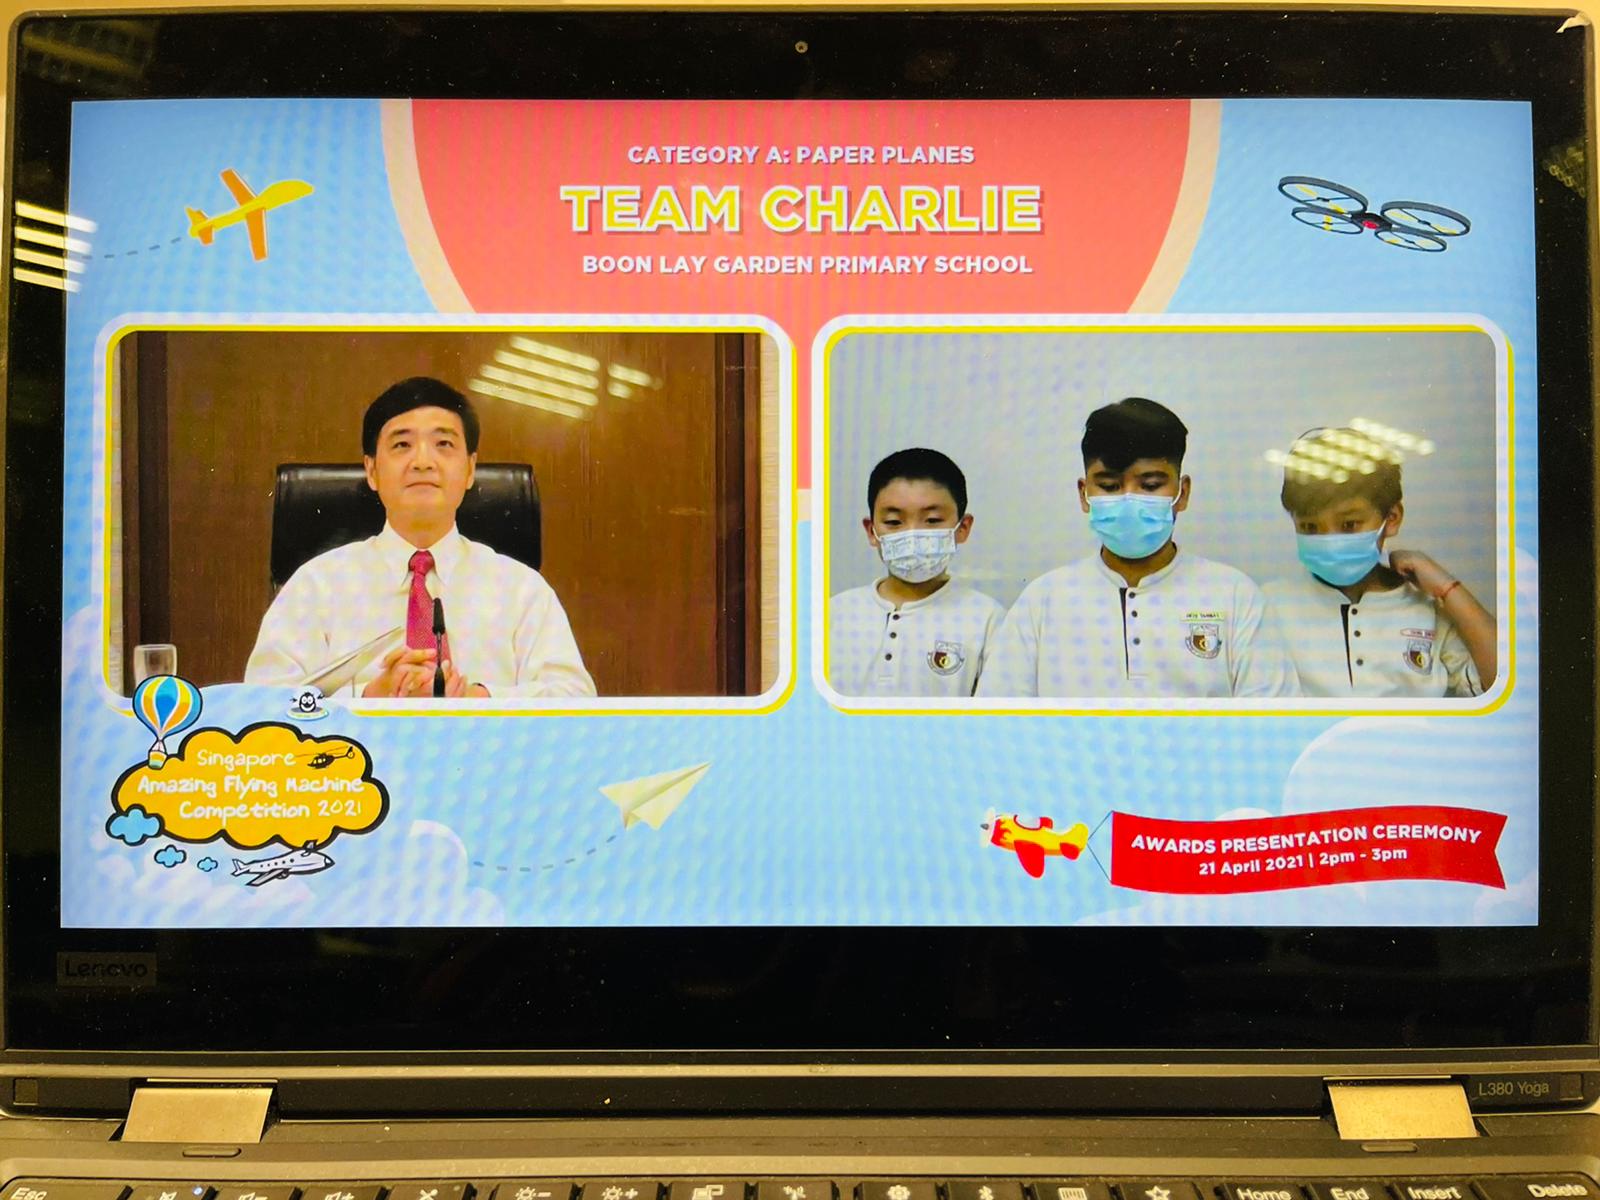 CATEGORY A: PAPER PLANES
TEAM CHARLIE
BOON LAY GARDEN PRIMARY SCHOOL
Singapore
Amazing Flying Machine
Competition 2021
AWARDS PRESENTATION CEREMONY
21 April 2021 | 2pm - 3pm
Lenovo
L380 Yoga
Esc
Home
End
Insert
Delete